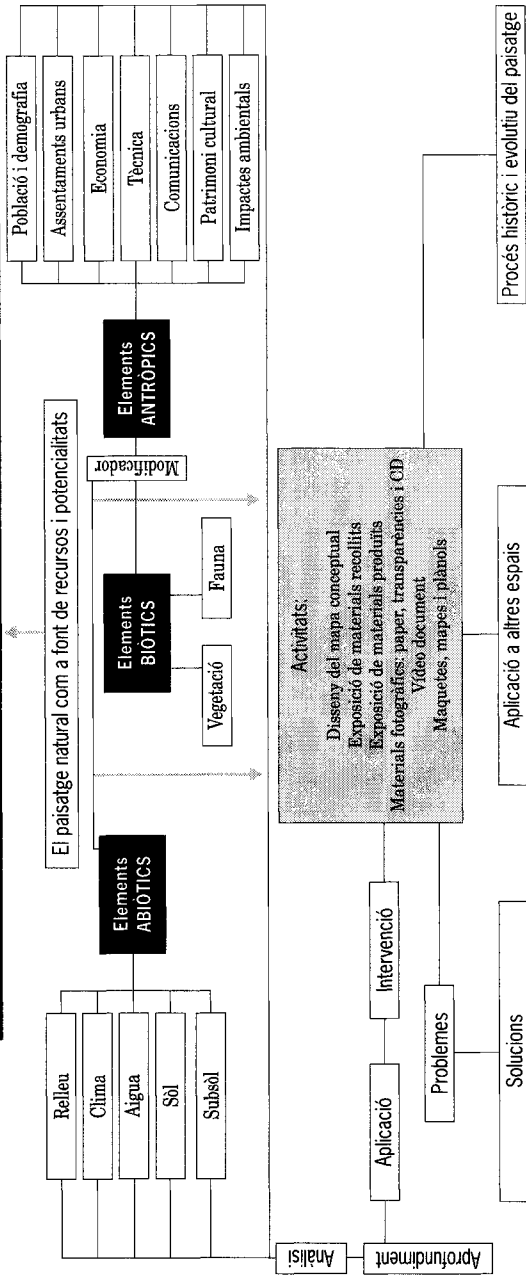 El paisatge natural com a font de recursos i potencialitats
Elements
ABIÒTICS
Elements
BIÒTICS
Modificador
Elements
ANTRÒPICS
Relleu
Clima
Aigua
Sòl
Subsòl
Vegetació
Fauna
Població i demografia
Assentaments urbans
Economia
Tècnica
Comunicacions
Patrimoni cultural
Impactes ambientals
Anàlisi
Aprofundiment
Aplicació
Intervenció
Problemes
Solucions
Activitats:
Disseny del mapa conceptual
Exposició de materials recollits
Exposició de materials produïts
Materials fotogràfics: paper, transparències i CD
Vídeo document
Maquetes, mapes i plànols
Aplicació a altres espais
Procés històric i evolutiu del paisatge